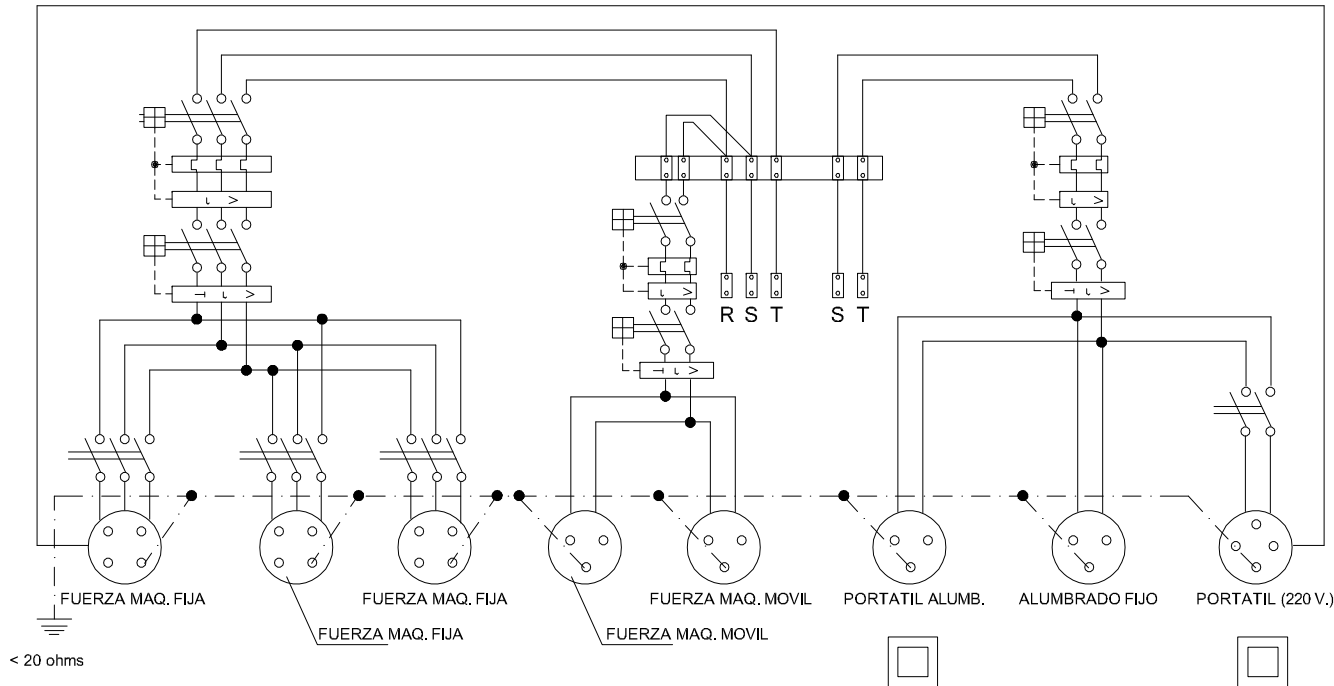 R S T S T
FUERZA MAQ. FIJA FUERZA MAQ. FIJA FUERZA MAQ. MOVIL PORTATIL ALUMB. ALUMBRADO FIJO PORTATIL (220 V.)
FUERZA MAQ. FIJA FUERZA MAQ. MOVIL
< 20 ohms